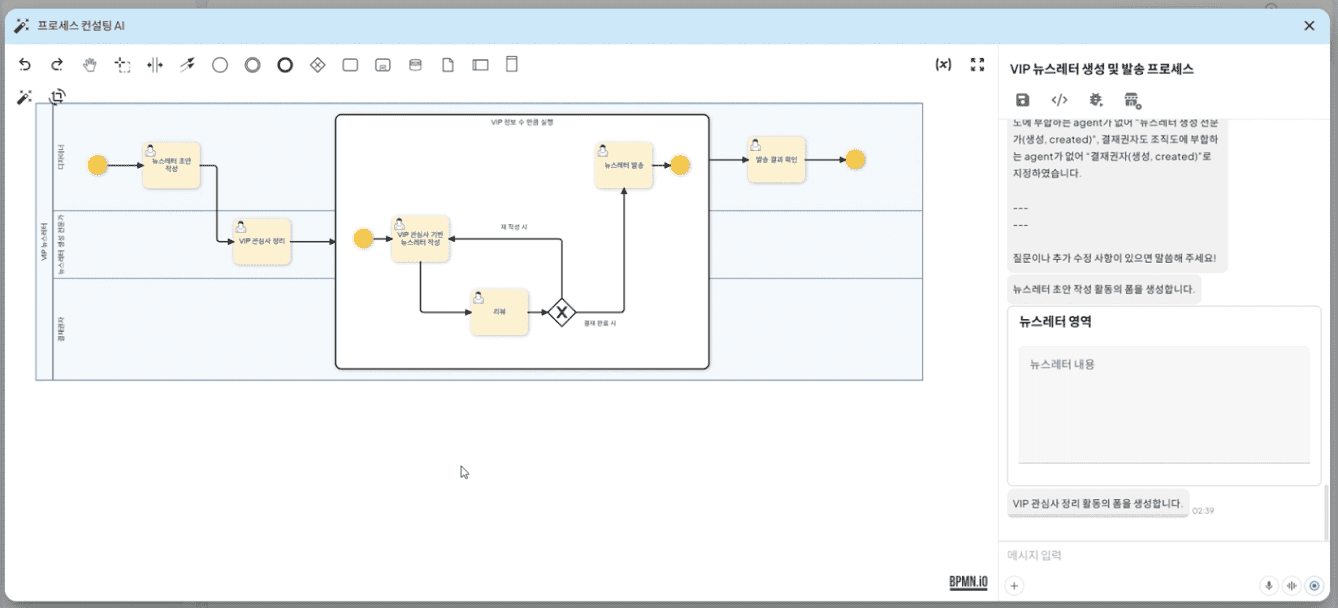 프로세스 컨설팅 AI
(x)
VIP 뉴스레터
디자이너
뉴스레터 생성 전문가
결재권자
뉴스레터 초안
작성
VIP 관심사 정리
VIP 정보 수 만큼 실행
VIP 관심사 기반
뉴스레터 작성
재 작성 시
리뷰
X
결재 완료 시
뉴스레터 발송
발송 결과 확인
BPMN.iO
VIP 뉴스레터 생성 및 발송 프로세스
</>
도에 부합하는 agent가 없어 "뉴스레터 생성 전문
가(생성, created)", 결재권자도 조직도에 부합하
는 agent가 없어 "결재권자(생성, created)"로
지정하였습니다.
---
---
질문이나 추가 수정 사항이 있으면 말씀해 주세요!
뉴스레터 초안 작성 활동의 폼을 생성합니다.
뉴스레터 영역
뉴스레터 내용
VIP 관심사 정리 활동의 폼을 생성합니다.
02:39
메시지 입력